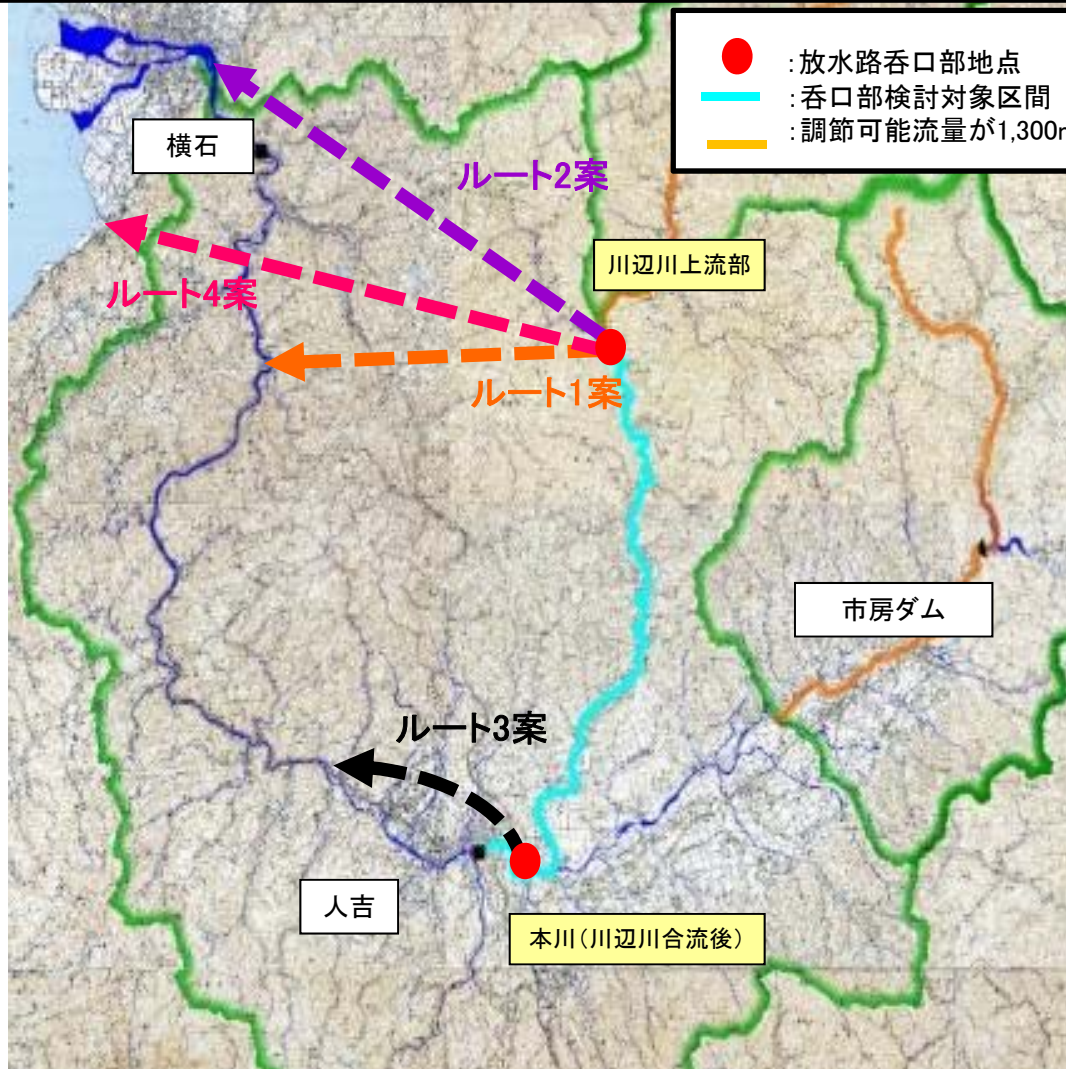 :放水路呑口部地点
:呑口部検討対象区間
:調節可能流量が1,300
横石
ルート2案
川辺川上流部
ルート4案
ルート1案
市房ダム
ルート3案
人吉
本川(川辺川合流後)